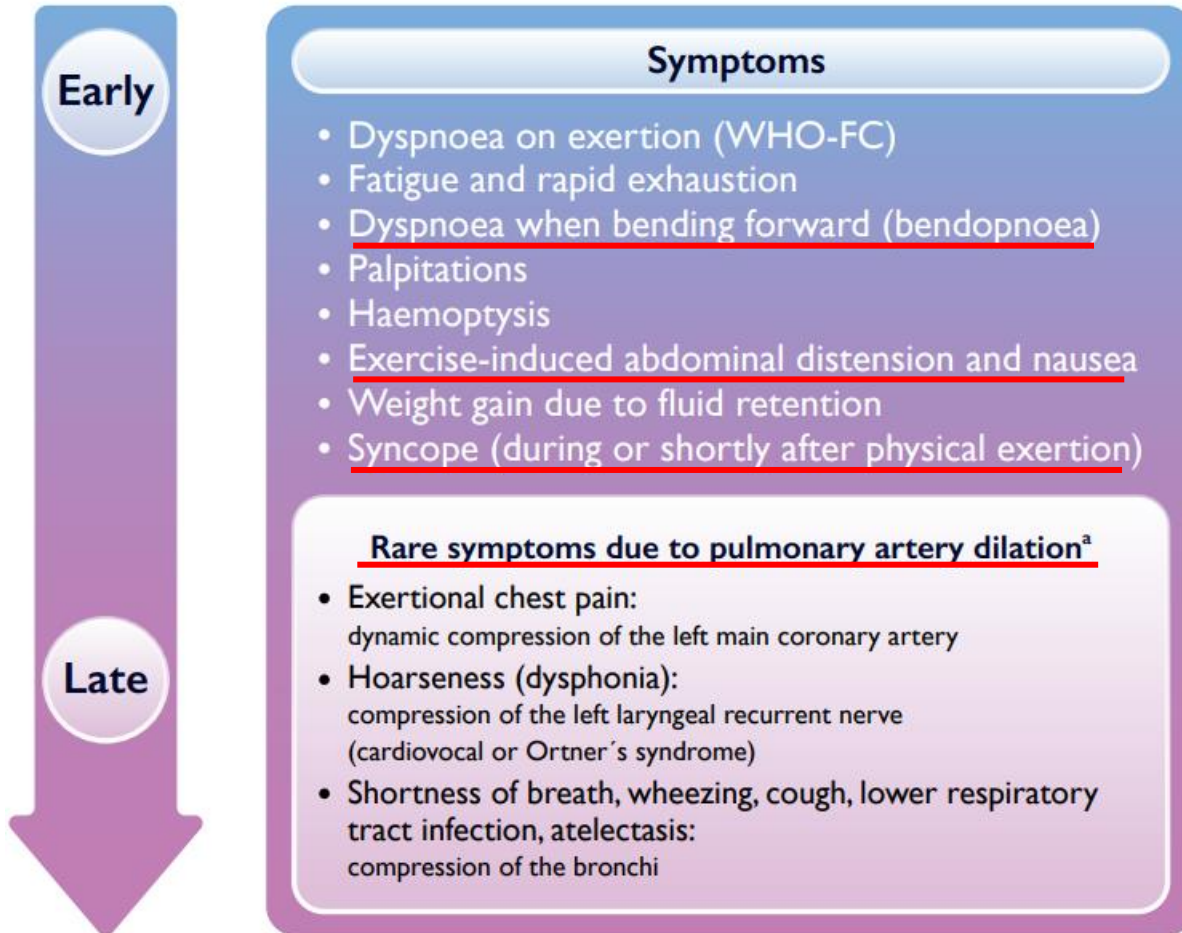 Early
Late
Symptoms
• Dyspnoea on exertion (WHO-FC)
• Fatigue and rapid exhaustion
• Dyspnoea when bending forward (bendopnoea)
• Palpitations
• Haemoptysis
• Exercise-induced abdominal distension and nausea
• Weight gain due to fluid retention
• Syncope (during or shortly after physical exertion)
Rare symptoms due to pulmonary artery dilationᵃ
• Exertional chest pain:
dynamic compression of the left main coronary artery
• Hoarseness (dysphonia):
compression of the left laryngeal recurrent nerve
(cardiovocal or Ortner´s syndrome)
• Shortness of breath, wheezing, cough, lower respiratory
tract infection, atelectasis:
compression of the bronchi